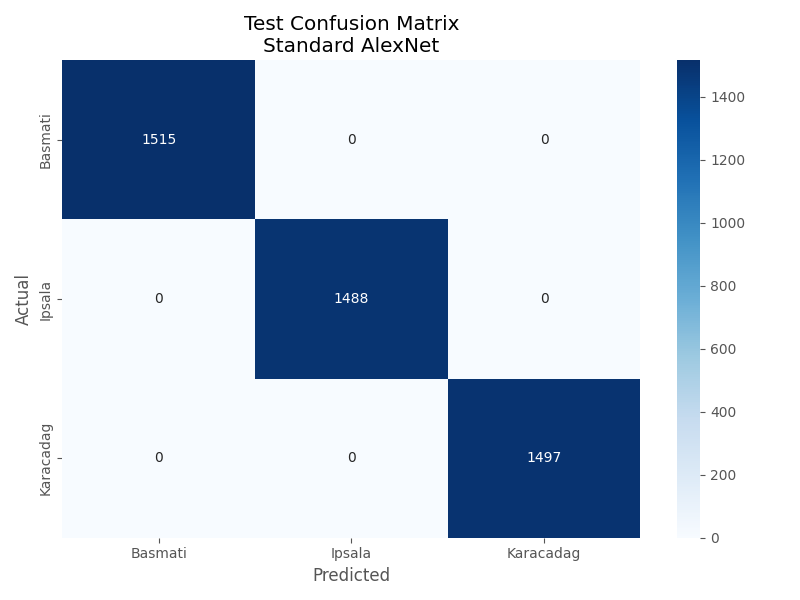 Test Confusion Matrix
Standard AlexNet
Basmati
1515
0
0
1400
1200
1000
800
600
400
200
0
Actual
Ipsala
0
1488
0
Karacadag
0
0
1497
Basmati
Ipsala
Karacadag
Predicted